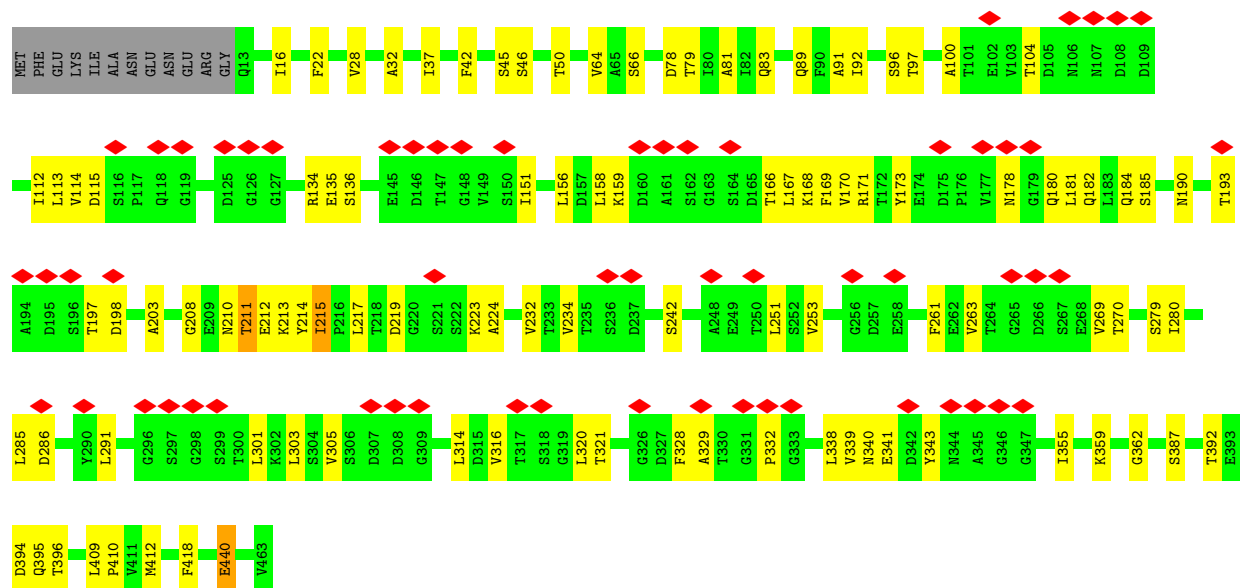 MET PHE GLU LYS ILE ALA ASN GLU ASN GLU ARG GLY Q13 I16 F22 V28 A32 I37 F42 S45 S46 T50 V64 A65 S66 D78 T79 I80 A81 I82 Q83 Q89 F90 A91 I92 S96 T97 A100 T101 E102 V103 T104 D105 N106 N107 D108 D109
I112 L113 V114 D115 S116 P117 Q118 G119 D125 G126 G127 R134 E135 S136 E145 D146 T147 G148 V149 S150 I151 L156 D157 L158 K159 D160 A161 S162 G163 S164 D165 T166 L167 K168 F169 V170 R171 T172 Y173 E174 D175 P176 V177 N178 G179 Q180 L181 Q182 L183 Q184 S185 N190 T193
A194 D195 S196 T197 D198 A203 G208 E209 N210 T211 E212 K213 Y214 I215 P216 L217 T218 D219 G220 S221 S222 K223 A224 V232 T233 V234 T235 S236 D237 S242 A248 E249 T250 L251 S252 V253 G256 D257 E258 F261 E262 V263 T264 G265 D266 S267 E268 V269 T270 S279 I280
L285 D286 Y290 L291 G296 S297 G298 S299 T300 L301 K302 L303 S304 V305 S306 D307 D308 G309 L314 D315 V316 T317 S318 G319 L320 T321 G326 D327 F328 A329 T330 G331 P332 G333 L338 V339 N340 E341 D342 Y343 N344 A345 G346 G347 I355 K359 G362 S387 T392 E393
D394 Q395 T396 L409 P410 V411 M412 F418 E440 V463